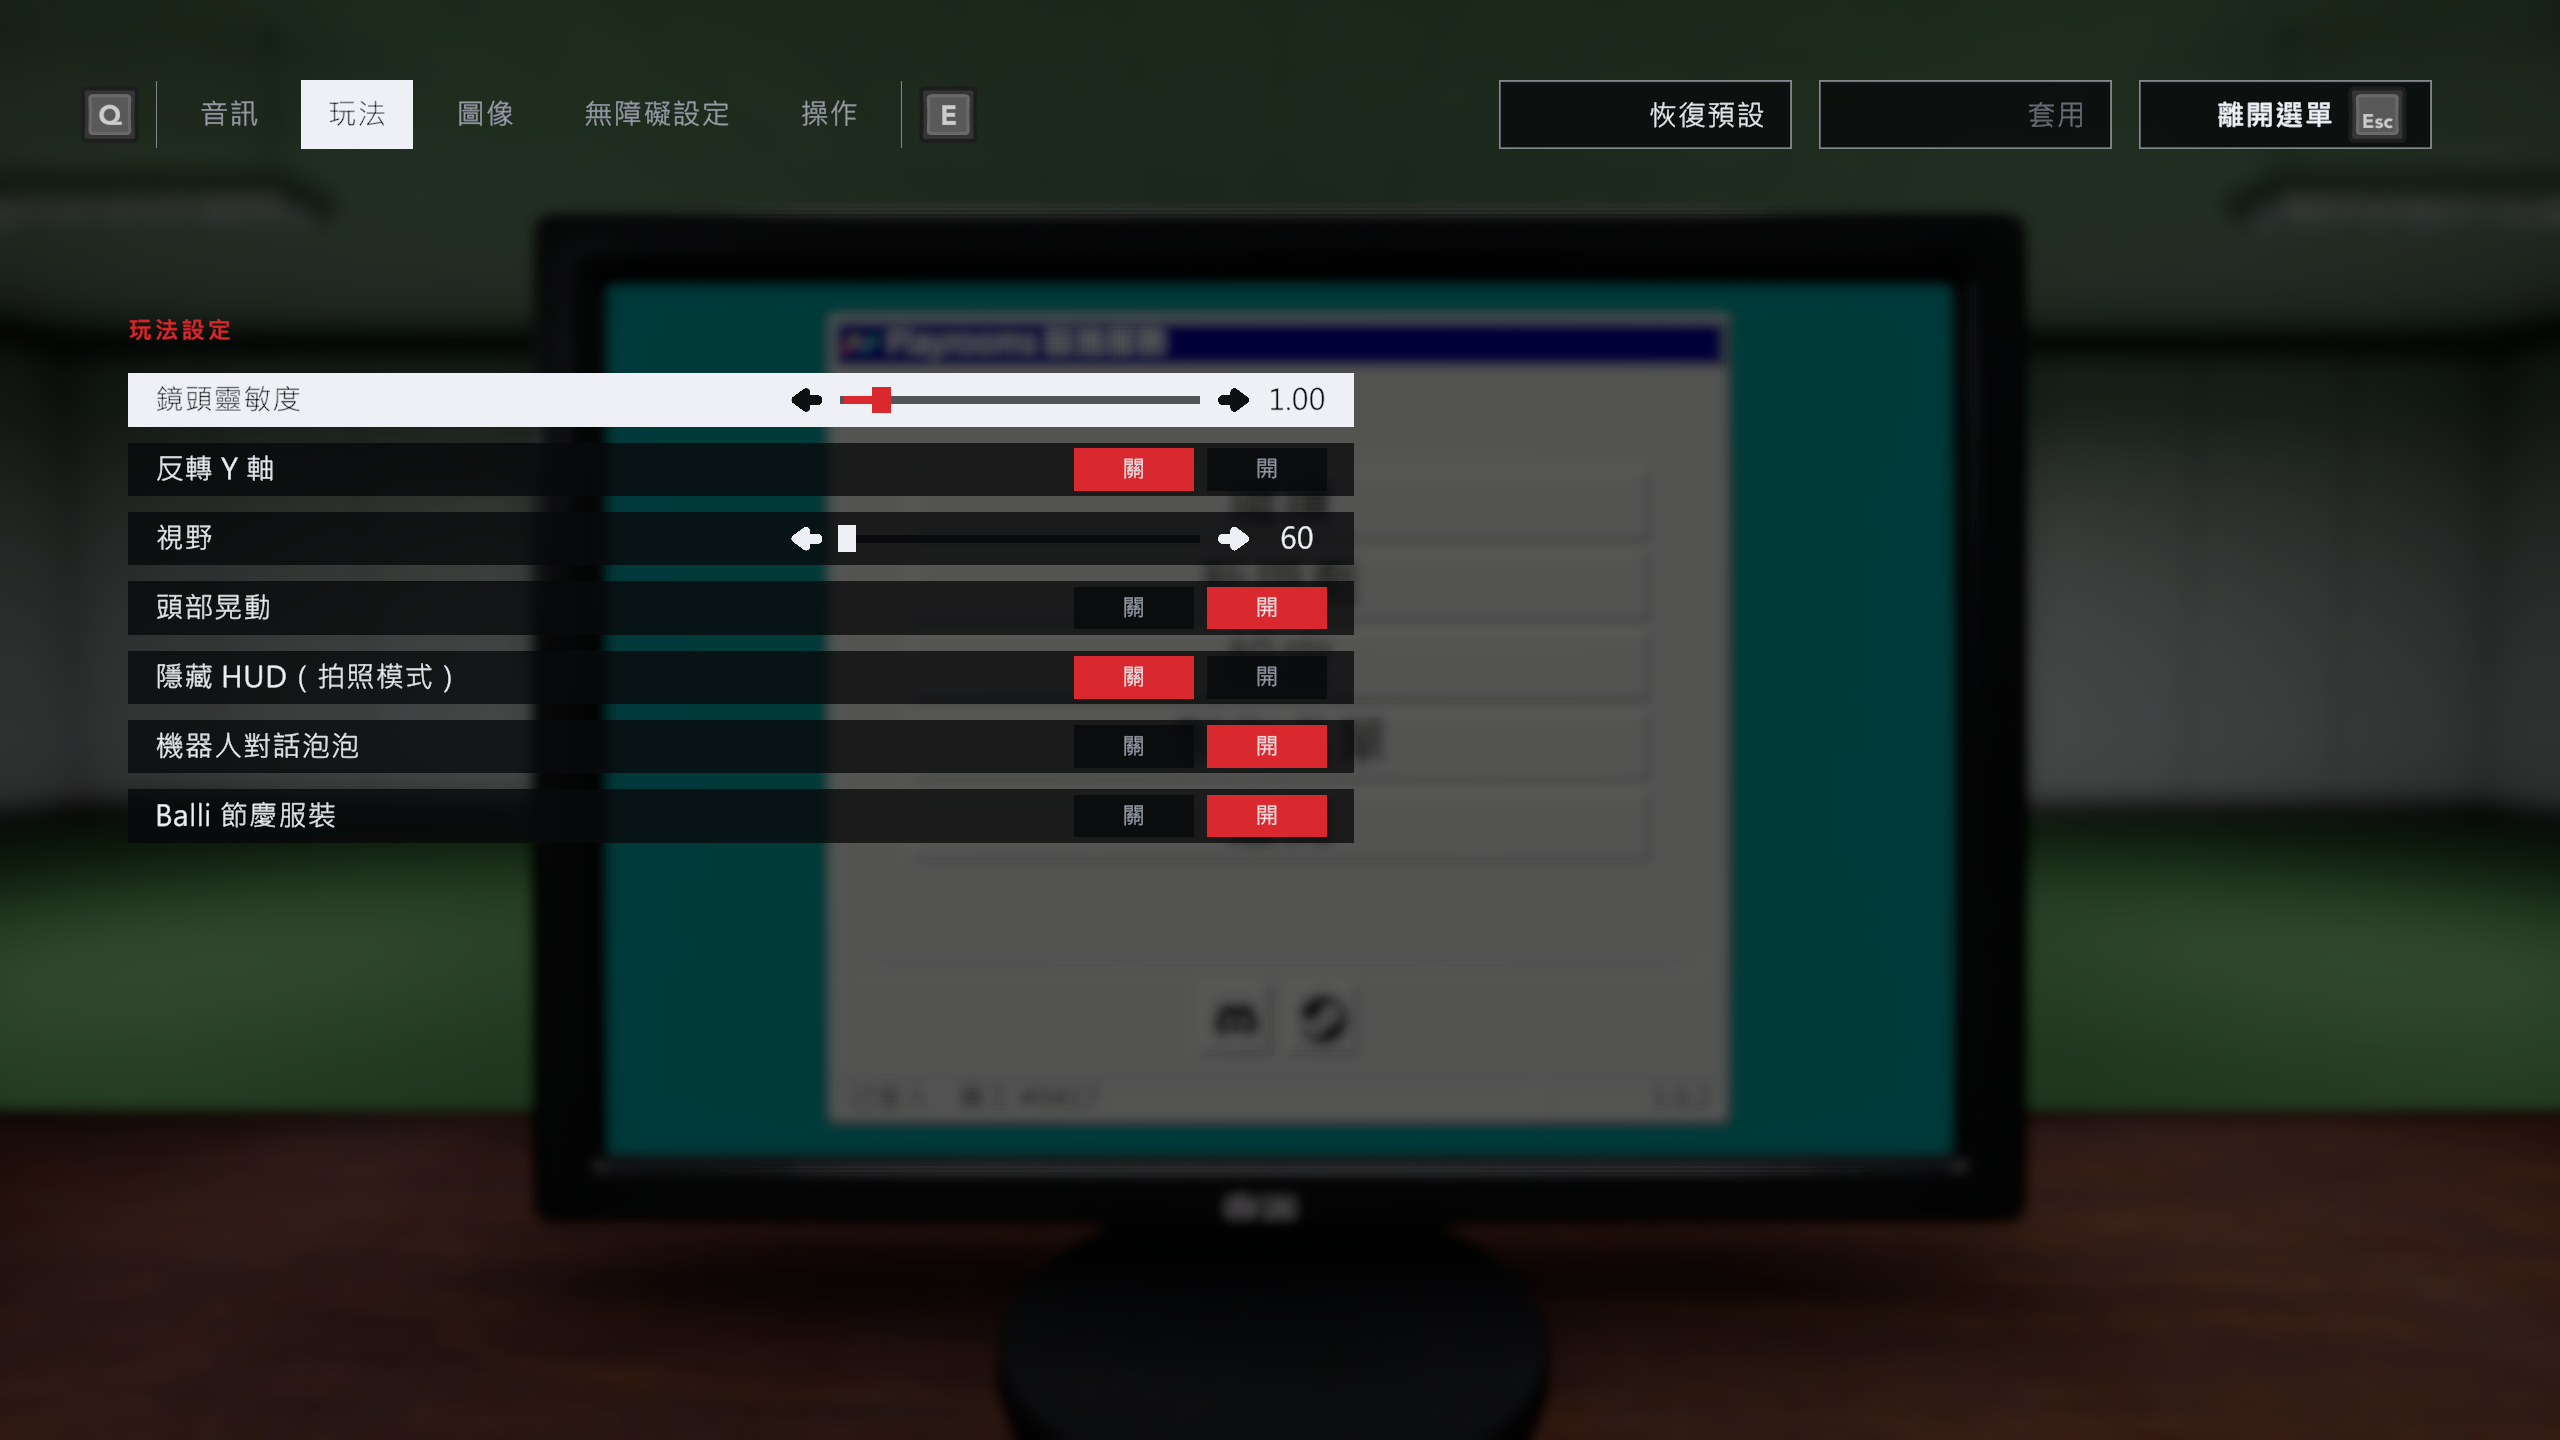 Q 音訊 玩法 圖像 無障礙設定 操作 E 恢復預設 套用 離開選單 Esc
玩法設定
鏡頭靈敏度 1.00
反轉 Y 軸 關 開
視野 60
頭部晃動 關 開
隱藏 HUD ( 拍照模式 ) 關 開
機器人對話泡泡 關 開
Balli 節慶服裝 關 開
Playrooms